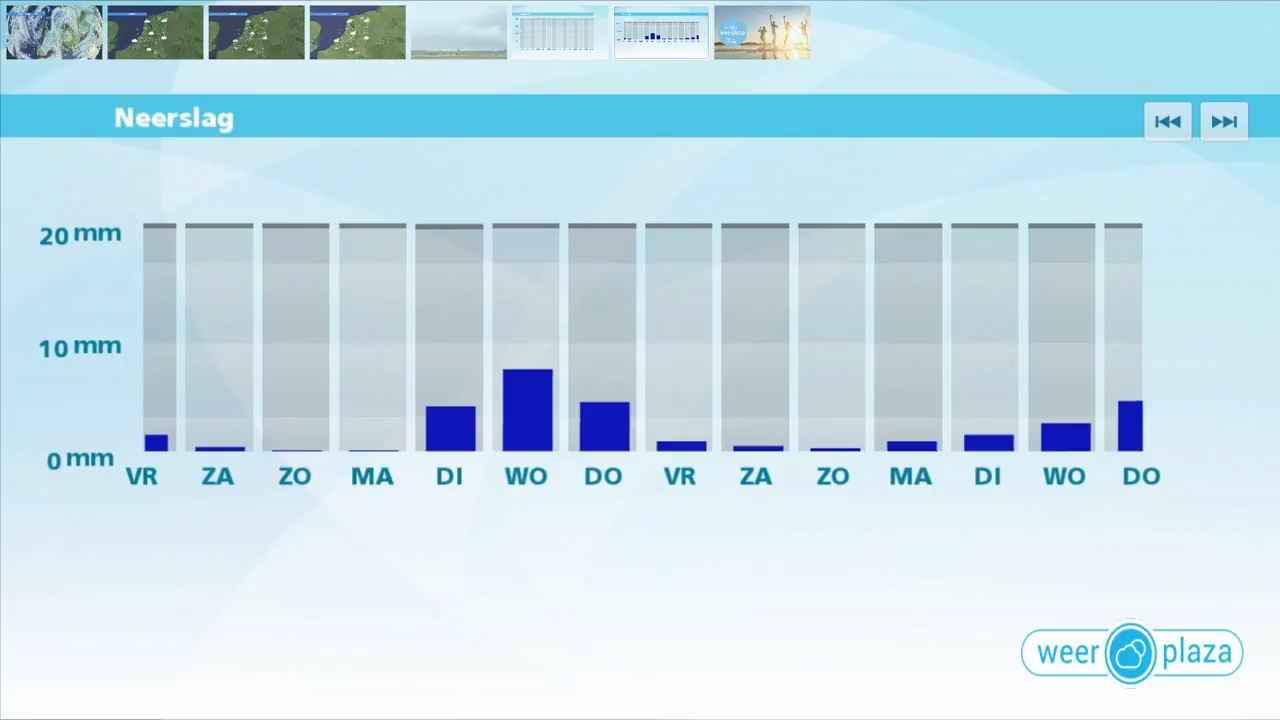 Neerslag
20 mm
10 mm
0 mm
VR ZA ZO MA DI WO DO VR ZA ZO MA DI WO DO
weer plaza